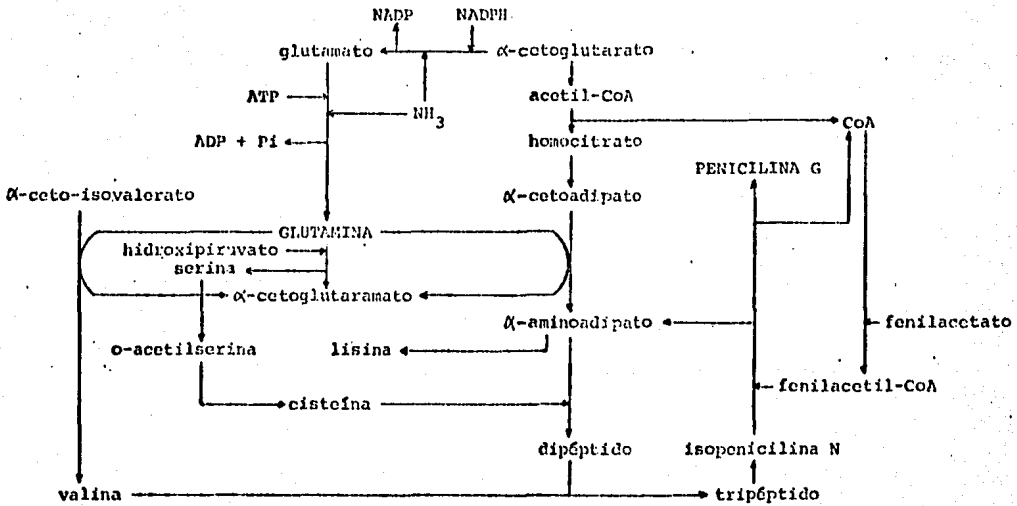 NADP NADPH
glutamato α-cetoglutarato
ATP acetil-CoA
NH3 CoA
ADP + Pi homocitrato
PENICILINA G
α-ceto-isovalerato α-cetoadipato
GLUTAMINA
hidroxipiruvato
serina
α-cetoglutaramato
α-aminoadipato fenilacetato
o-acetilserina lisina
fenilacetil-CoA
cisteína
dipéptido isopenicilina N
valina tripéptido